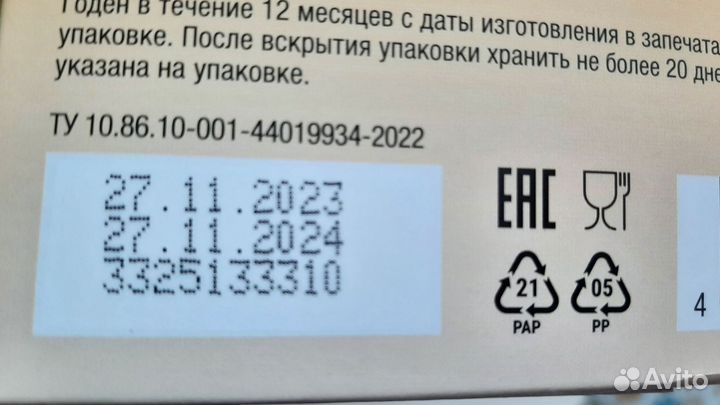 Годен в течение 12 месяцев с даты изготовления в запечата
упаковке. После вскрытия упаковки хранить не более 20 дне
указана на упаковке.
ТУ 10.86.10-001-44019934-2022
27.11.2023
27.11.2024
3325133310
EAC
21
PAP
05
PP
4
Avito